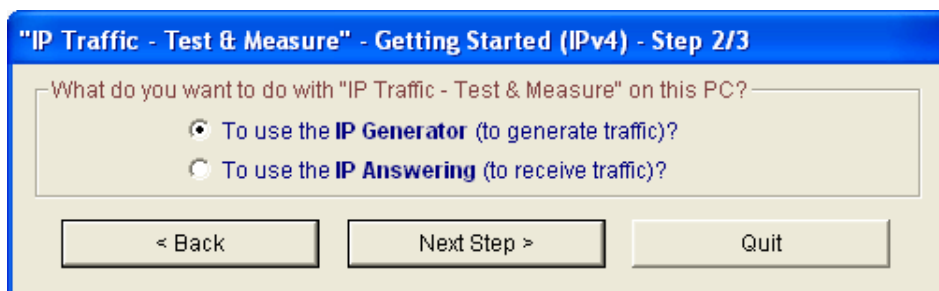 "IP Traffic - Test & Measure" - Getting Started (IPv4) - Step 2/3
What do you want to do with "IP Traffic - Test & Measure" on this PC?
To use the IP Generator (to generate traffic)?
To use the IP Answering (to receive traffic)?
< Back
Next Step >
Quit